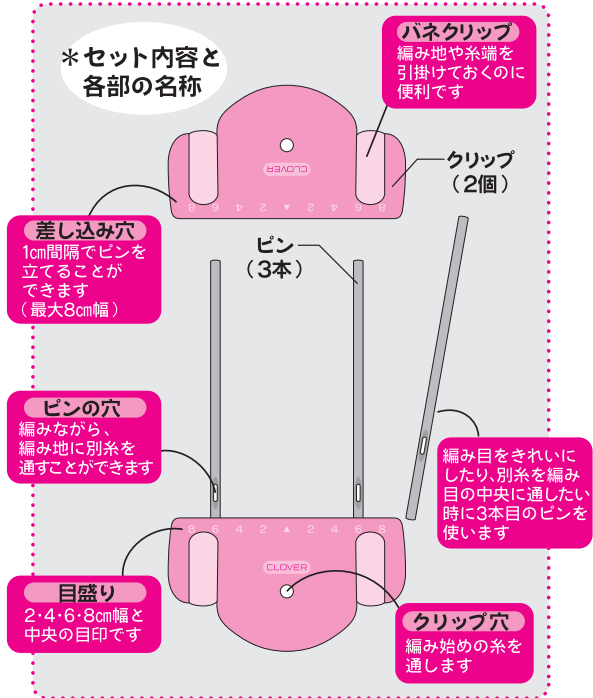 ＊セット内容と
各部の名称
バネクリップ
編み地や糸端を
引掛けておくのに
便利です
クリップ
（2個）
CLOVER
8 6 4 2 ▲ 2 4 6 8
差し込み穴
1㎝間隔でピンを
立てることが
できます
（最大8㎝幅）
ピン
（3本）
ピンの穴
編みながら、
編み地に別糸を
通すことができます
編み目をきれいに
したり、別糸を編み
目の中央に通したい
時に3本目のピンを
使います
8 6 4 2 ▲ 2 4 6 8
CLOVER
目盛り
2・4・6・8㎝幅と
中央の目印です
クリップ穴
編み始めの糸を
通します